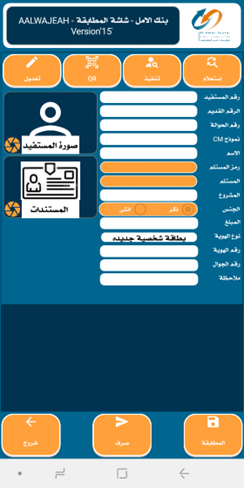 بنك الامل - شاشة المطابقة - AALWAJEAH
Version'15'
إستعلام
تنفيذ
QR
تعديل
رقم المستفيد
الرقم القديم
رقم الحوالة
نموذج CM
الاسم
رمز المستلم
المستلم
المشروع
الجنس ذكر انثى
المبلغ
نوع الهوية بطاقة شخصية جديده
رقم الهوية
رقم الجوال
ملاحظة
صورة المستفيد
المستندات
المطابقة
صرف
خروج